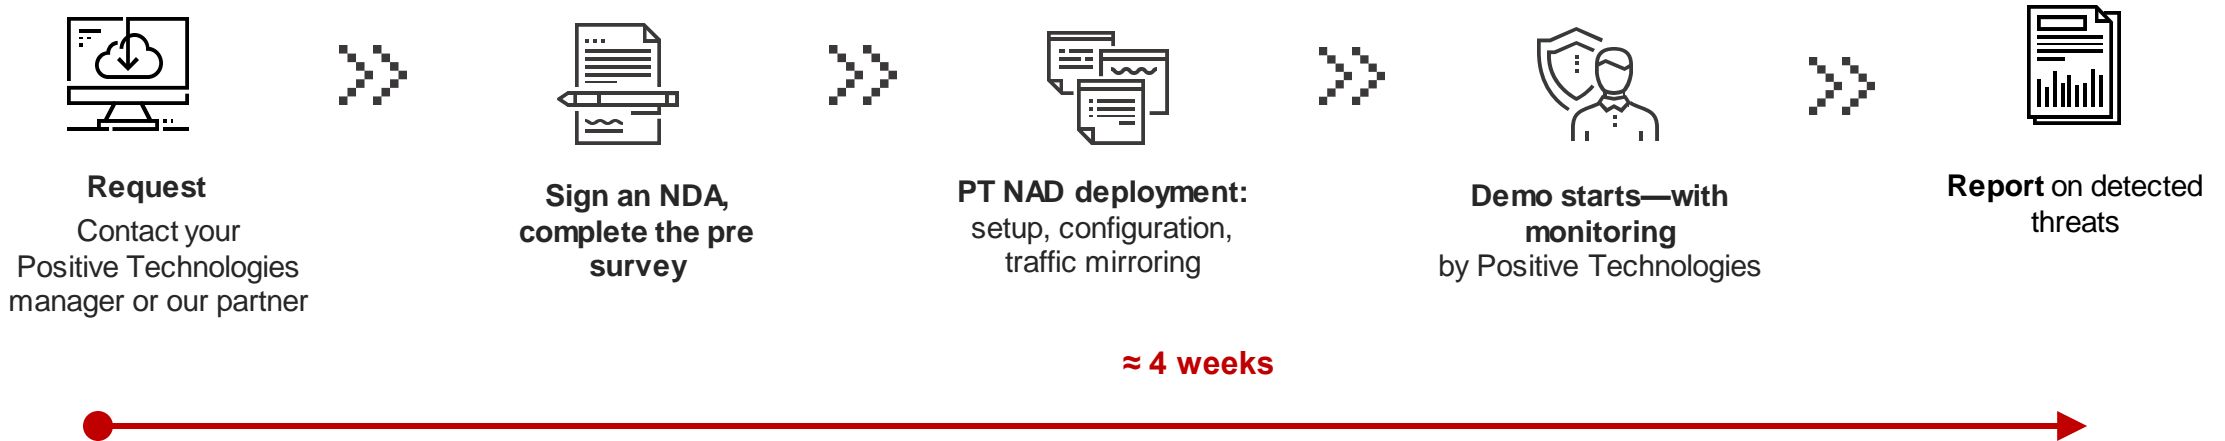 Request
Contact your
Positive Technologies
manager or our partner
Sign an NDA,
complete the pre
survey
PT NAD deployment:
setup, configuration,
traffic mirroring
Demo starts—with
monitoring
by Positive Technologies
Report on detected
threats
≈ 4 weeks